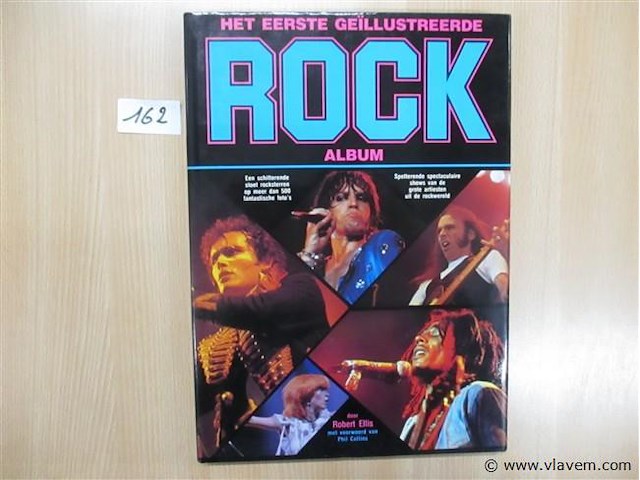 HET EERSTE GEÏLLUSTREERDE
ROCK
162
ALBUM
Een schitterende
stoet rocksterren
op meer dan 500
fantastische foto's
Spetterende spectaculaire
shows van de
grote artiesten
uit de rockwereld
door
Robert Ellis
met voorwoord van
Phil Collins
© www.vlavem.com